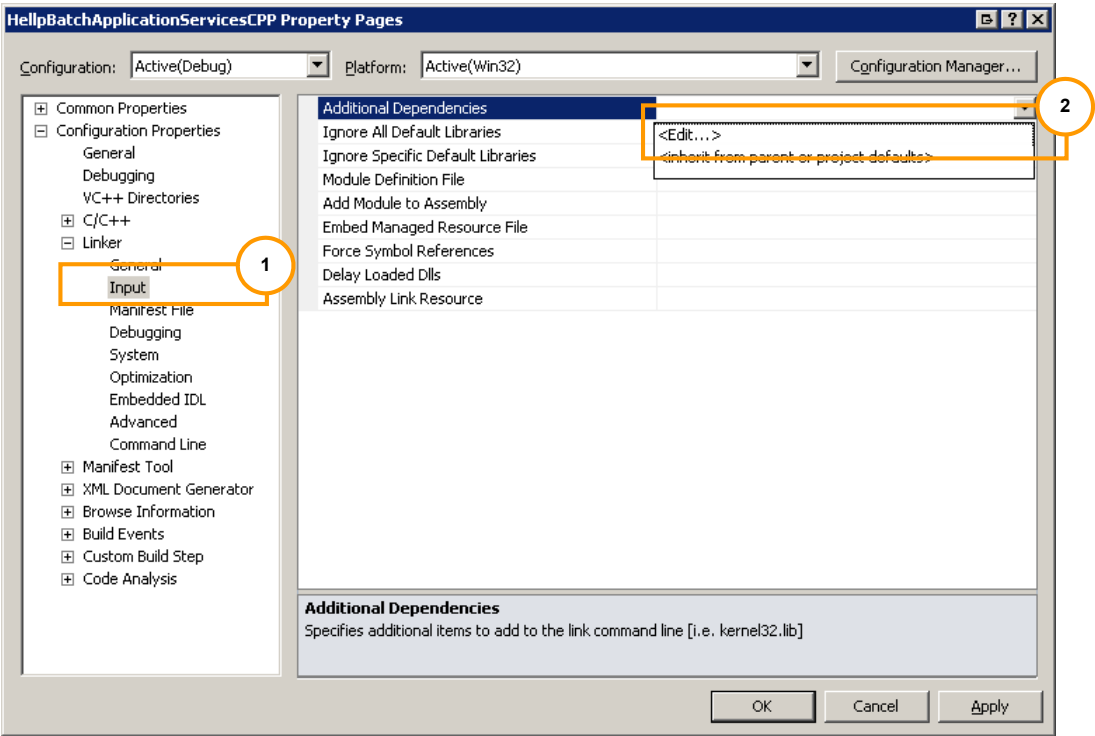 HellpBatchApplicationServicesCPP Property Pages
Configuration: Active(Debug) Platform: Active(Win32) Configuration Manager...
Common Properties
Configuration Properties
General
Debugging
VC++ Directories
C/C++
Linker
General
Input
Manifest File
Debugging
System
Optimization
Embedded IDL
Advanced
Command Line
Manifest Tool
XML Document Generator
Browse Information
Build Events
Custom Build Step
Code Analysis
1
Additional Dependencies
Ignore All Default Libraries
Ignore Specific Default Libraries
Module Definition File
Add Module to Assembly
Embed Managed Resource File
Force Symbol References
Delay Loaded Dlls
Assembly Link Resource
<Edit...>
<inherit from parent or project defaults>
2
Additional Dependencies
Specifies additional items to add to the link command line [i.e. kernel32.lib]
OK Cancel Apply